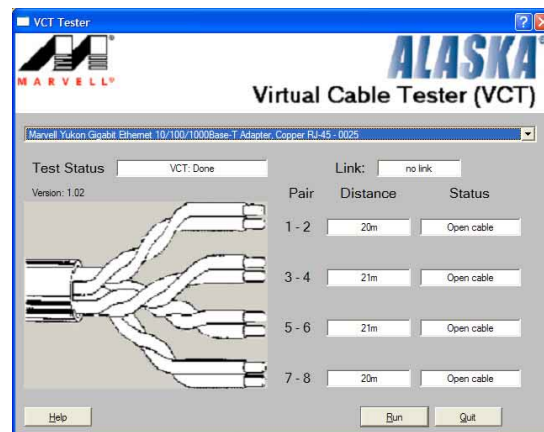 VCT Tester
MARVELL®
ALASKA®
Virtual Cable Tester (VCT)
Marvell Yukon Gigabit Ethernet 10/100/1000Base-T Adapter, Copper RJ-45 - 0025
Test Status VCT: Done Link: no link
Version: 1.02
Pair Distance Status
1 - 2 20m Open cable
3 - 4 21m Open cable
5 - 6 21m Open cable
7 - 8 20m Open cable
Help Run Quit